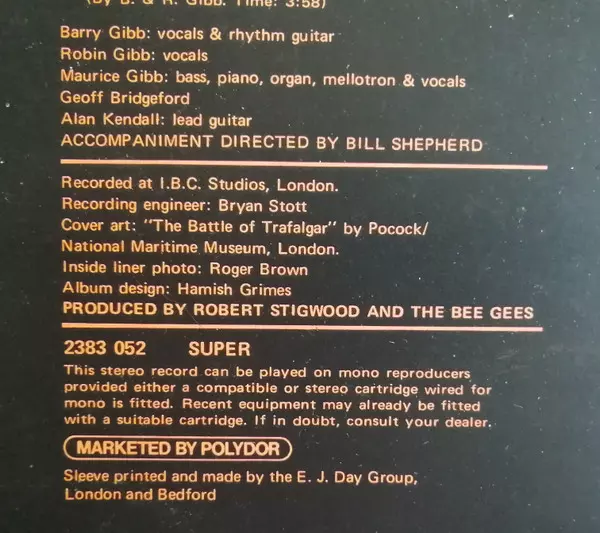 (By B. & R. Gibb. Time: 3:58)
Barry Gibb: vocals & rhythm guitar
Robin Gibb: vocals
Maurice Gibb: bass, piano, organ, mellotron & vocals
Geoff Bridgeford
Alan Kendall: lead guitar
ACCOMPANIMENT DIRECTED BY BILL SHEPHERD
Recorded at I.B.C. Studios, London.
Recording engineer: Bryan Stott
Cover art: "The Battle of Trafalgar" by Pocock/
National Maritime Museum, London.
Inside liner photo: Roger Brown
Album design: Hamish Grimes
PRODUCED BY ROBERT STIGWOOD AND THE BEE GEES
2383 052 SUPER
This stereo record can be played on mono reproducers
provided either a compatible or stereo cartridge wired for
mono is fitted. Recent equipment may already be fitted
with a suitable cartridge. If in doubt, consult your dealer.
MARKETED BY POLYDOR
Sleeve printed and made by the E. J. Day Group,
London and Bedford